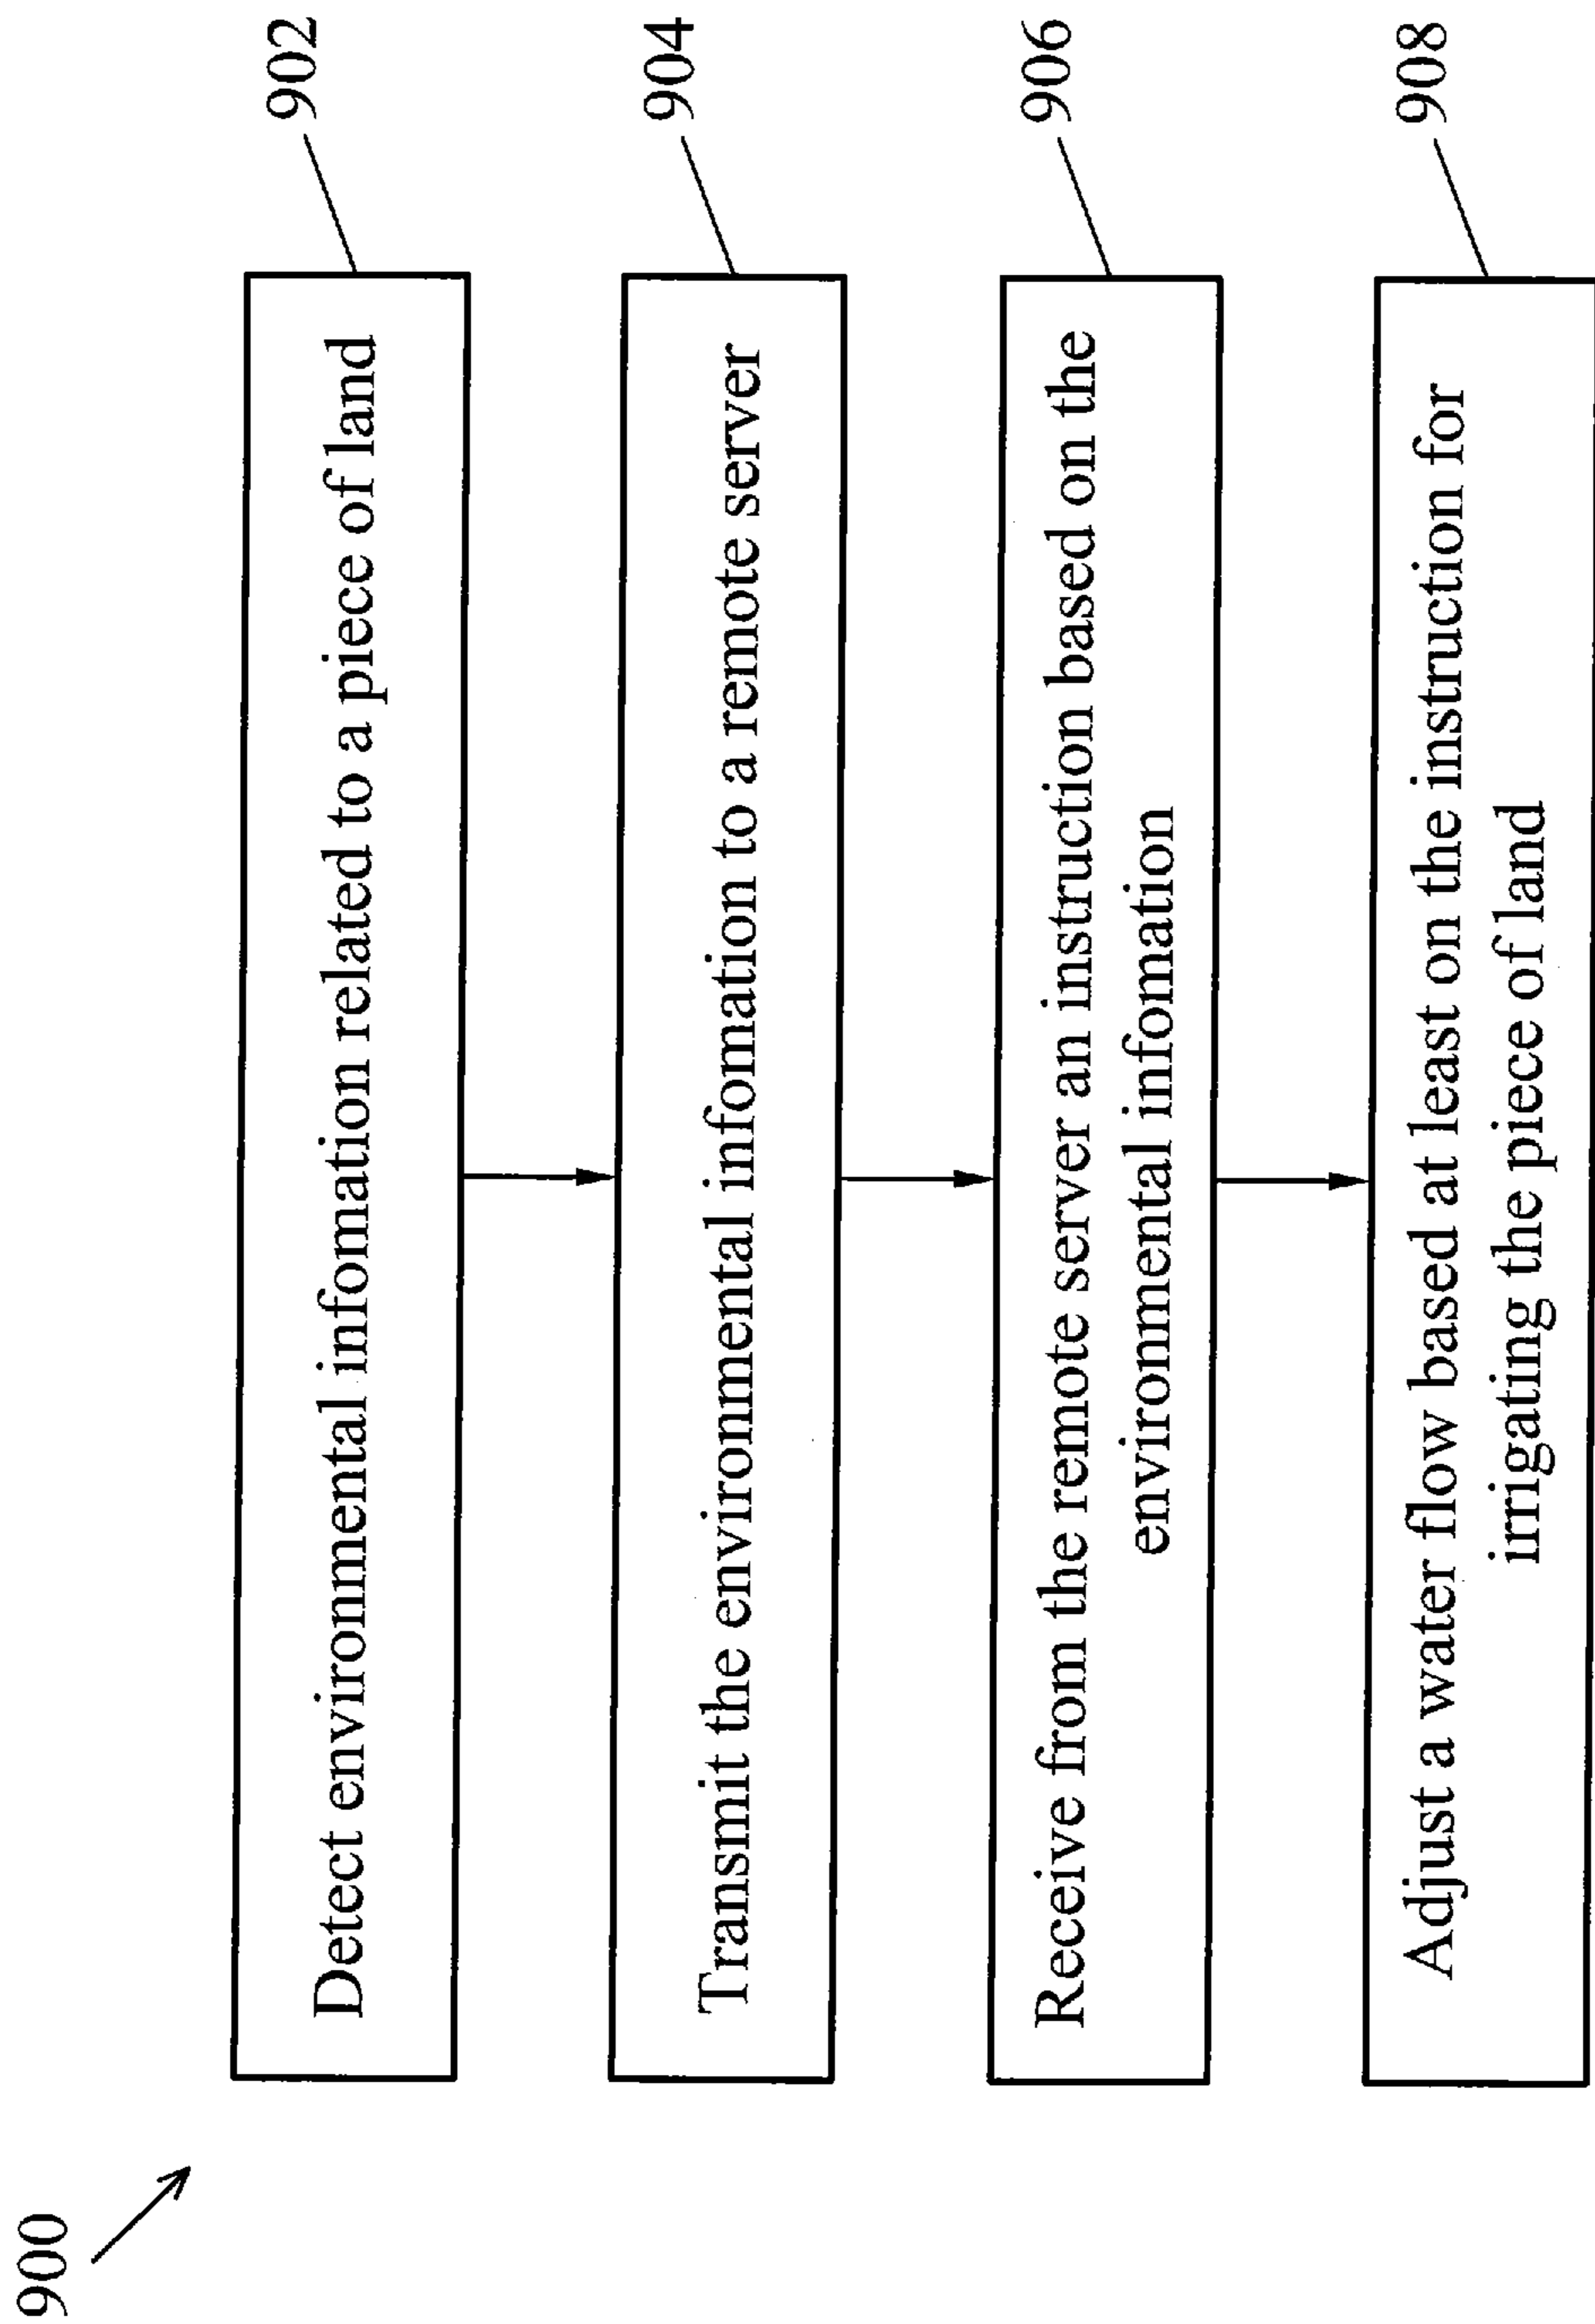 900
Detect environmental infomation related to a piece of land
902
Transmit the environmental infomation to a remote server
904
Receive from the remote server an instruction based on the
environmental infomation
906
Adjust a water flow based at least on the instruction for
irrigating the piece of land
908